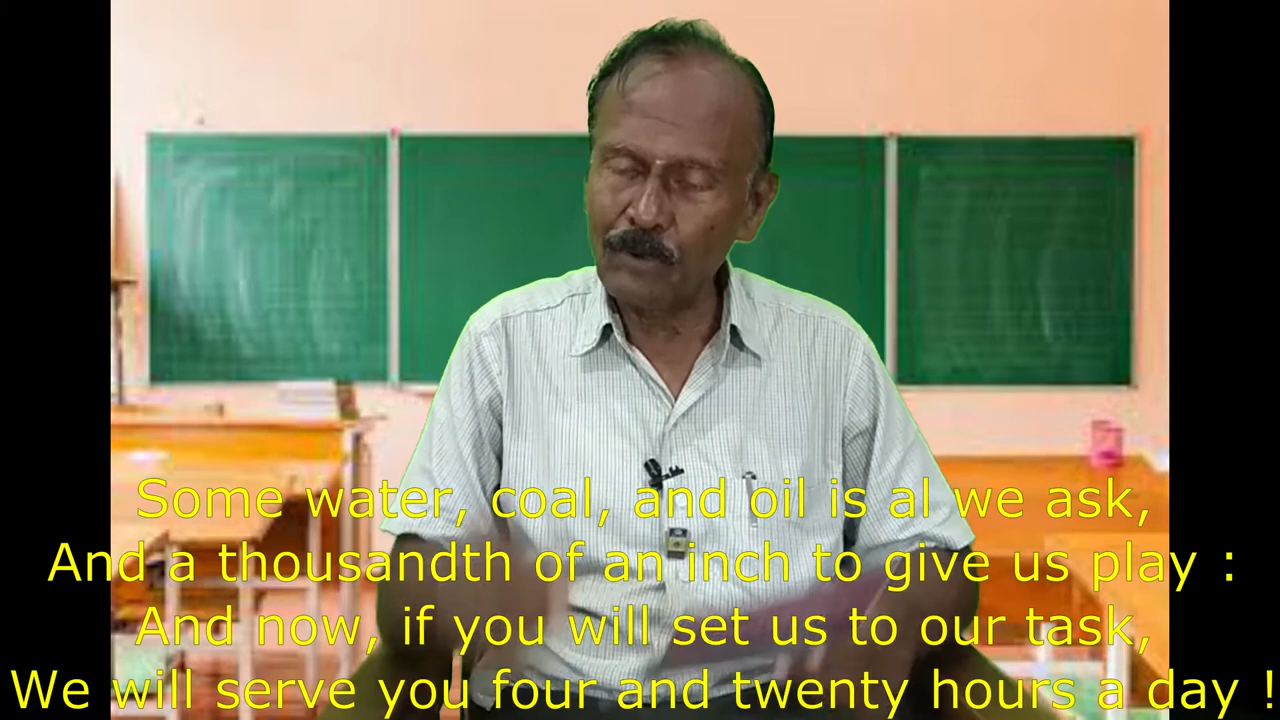 Some water, coal, and oil is al we ask,
And a thousandth of an inch to give us play :
And now, if you will set us to our task,
We will serve you four and twenty hours a day !